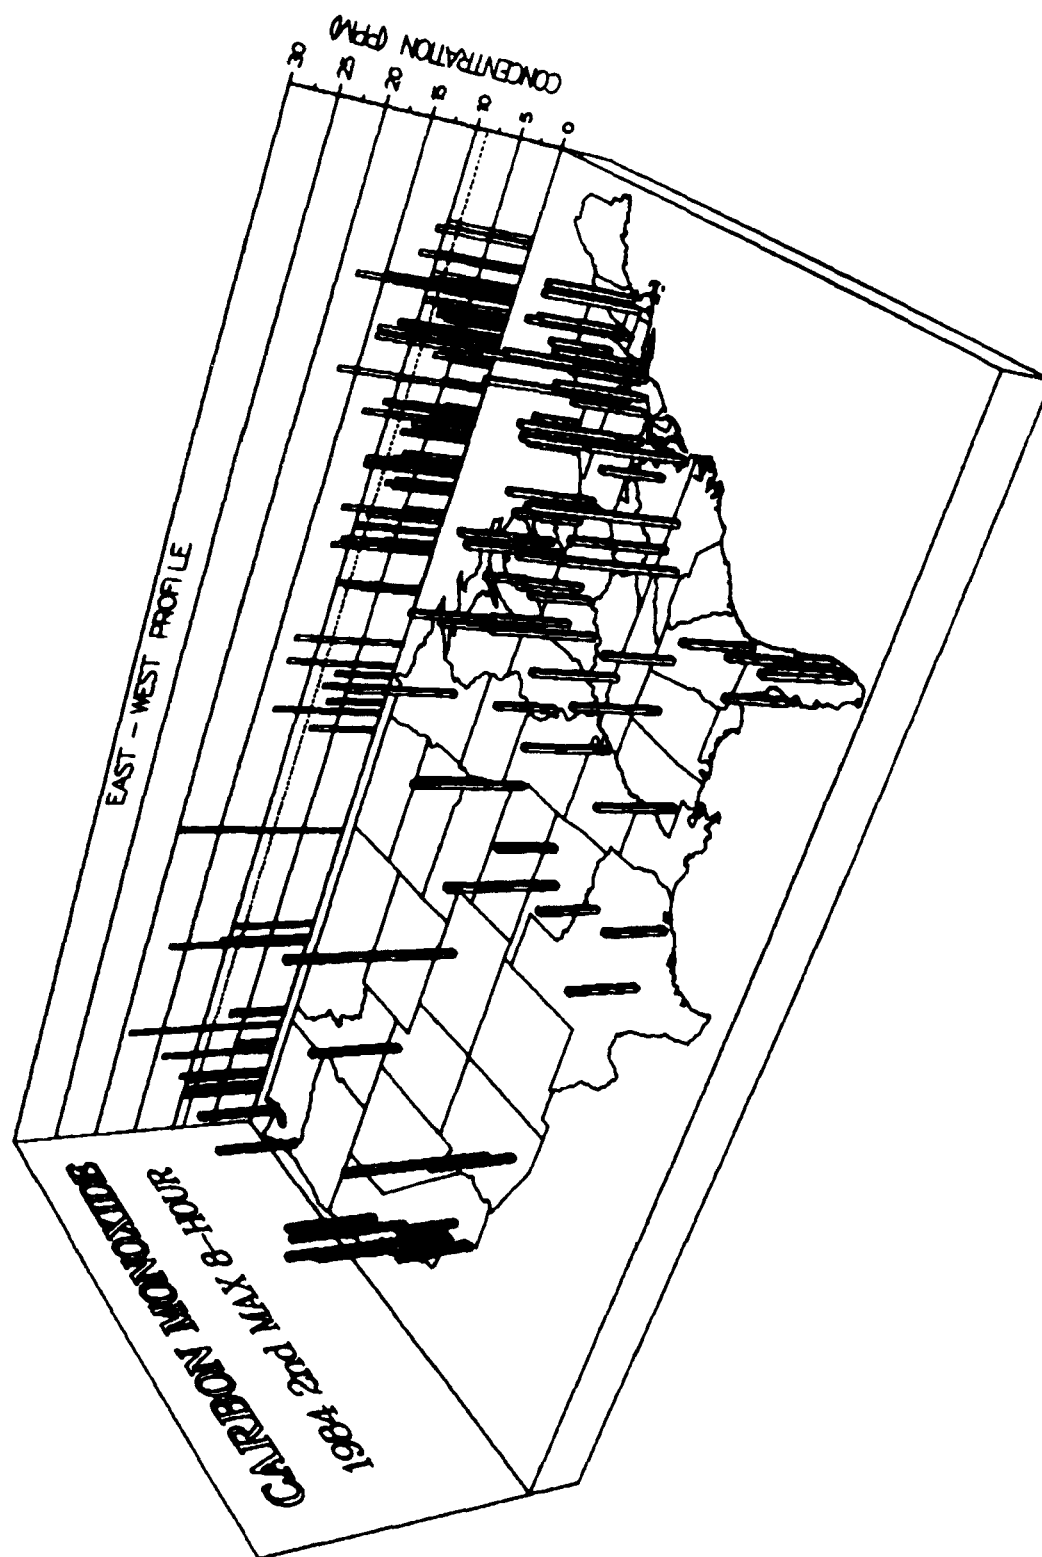 CARBON MONOXIDE
1984 2nd MAX 8-HOUR
EAST - WEST PROFILE
CONCENTRATION (PPM)
30
25
20
15
10
5
0